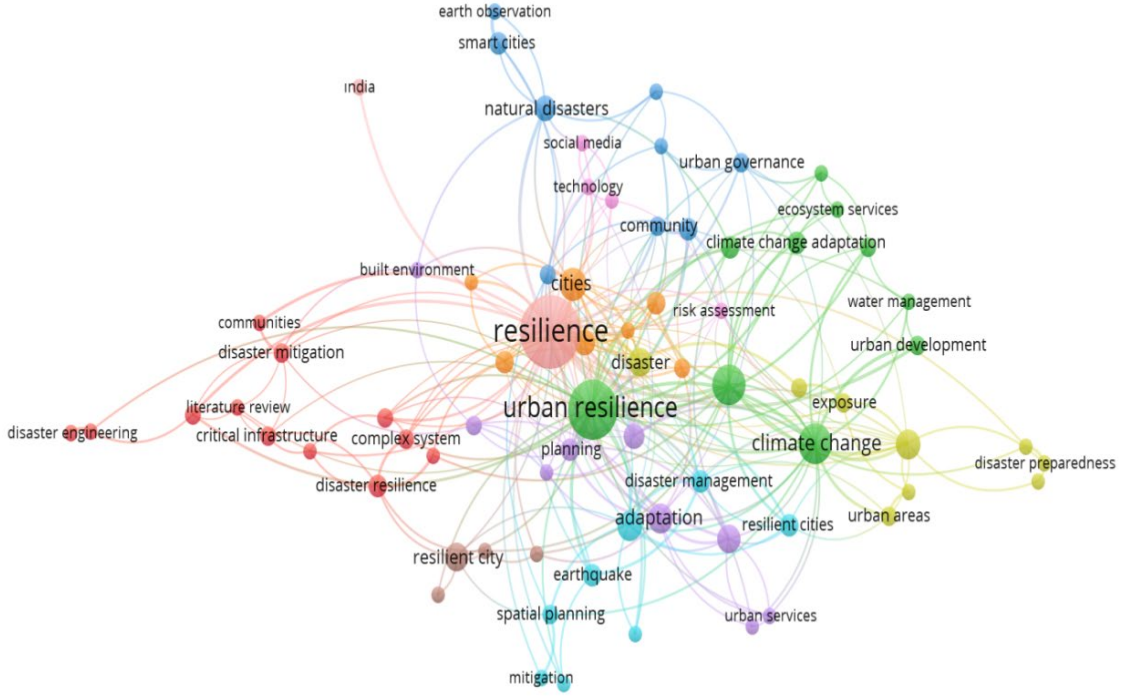 earth observation
smart cities
ındia
natural disasters
social media
urban governance
technology
ecosystem services
community
climate change adaptation
built environment
cities
water management
risk assessment
communities
resilience
urban development
disaster mitigation
disaster
exposure
literature review
urban resilience
disaster engineering
critical infrastructure
complex system
climate change
planning
disaster preparedness
disaster resilience
disaster management
adaptation
resilient cities
urban areas
resilient city
earthquake
spatial planning
urban services
mitigation